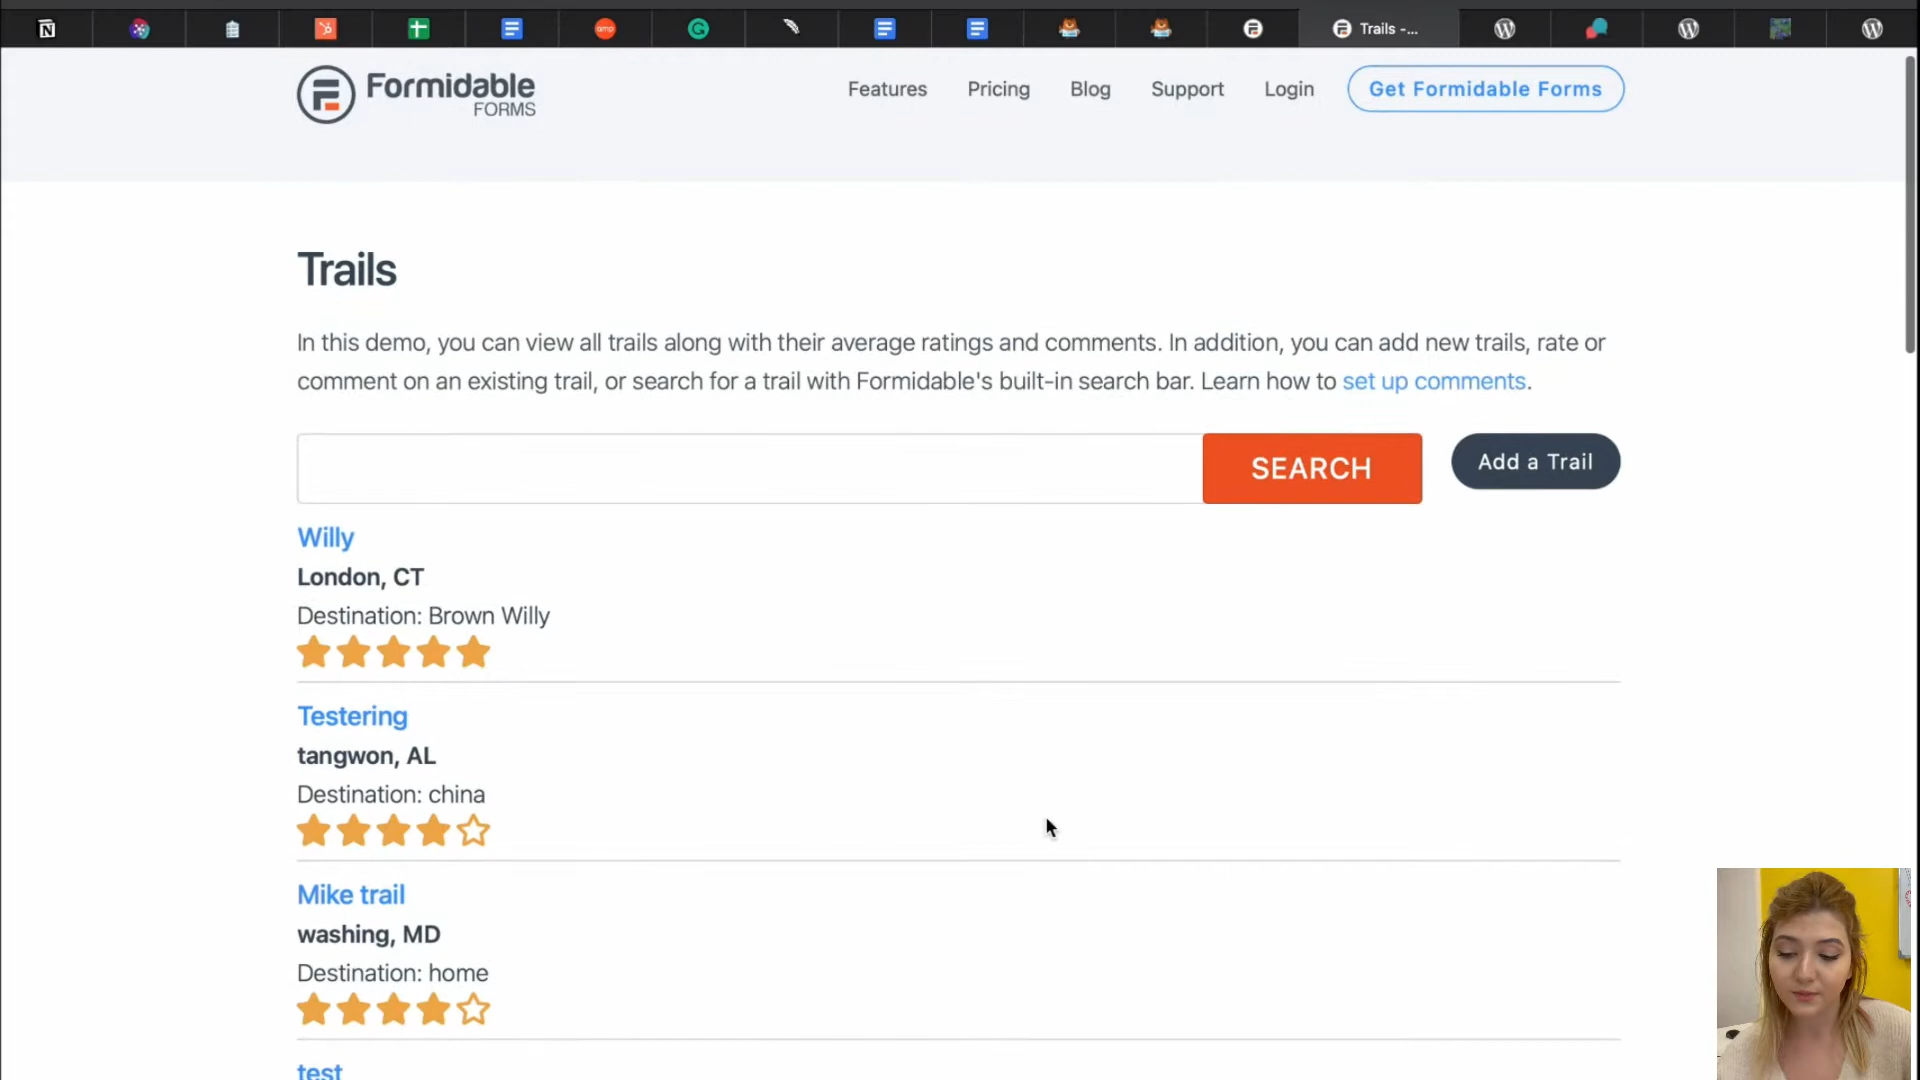 Trails -...
amp
Formidable
FORMS
Features
Pricing
Blog
Support
Login
Get Formidable Forms
Trails
In this demo, you can view all trails along with their average ratings and comments. In addition, you can add new trails, rate or
comment on an existing trail, or search for a trail with Formidable's built-in search bar. Learn how to set up comments.
SEARCH
Add a Trail
Willy
London, CT
Destination: Brown Willy
Testering
tangwon, AL
Destination: china
Mike trail
washing, MD
Destination: home
test